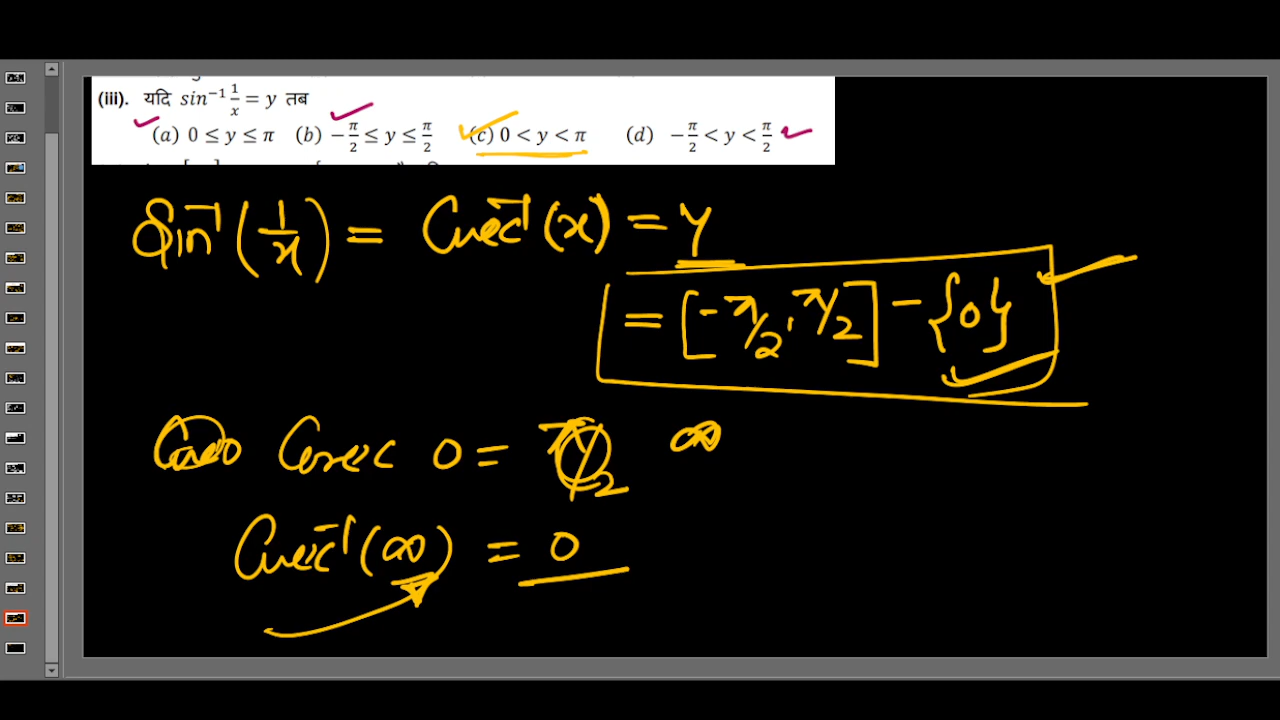 (iii). यदि sin⁻¹ 1/x = y तब
(a) 0 ≤ y ≤ π (b) −π/2 ≤ y ≤ π/2 (c) 0 < y < π (d) −π/2 < y < π/2
Sin⁻¹(1/x) = Cosec⁻¹(x) = y
= [-π/2, π/2] - {0}
Cosec 0 = π/2 ∞
Cosec⁻¹(∞) = 0